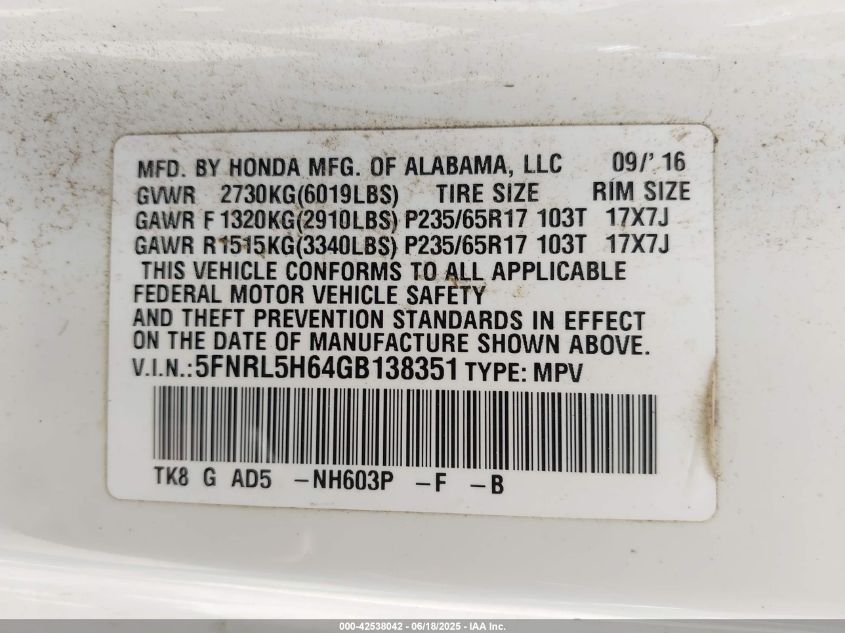 MFD. BY HONDA MFG. OF ALABAMA, LLC 09/' 16
GVWR 2730KG(6019LBS) TIRE SIZE RIM SIZE
GAWR F 1320KG(2910LBS) P235/65R17 103T 17X7J
GAWR R1515KG(3340LBS) P235/65R17 103T 17X7J
THIS VEHICLE CONFORMS TO ALL APPLICABLE
FEDERAL MOTOR VEHICLE SAFETY
AND THEFT PREVENTION STANDARDS IN EFFECT
ON THE DATE OF MANUFACTURE SHOWN ABOVE.
V.I.N.:5FNRL5H64GB138351 TYPE: MPV
TK8 G AD5 –NH603P –F –B
000-42538042 - 06/18/2025 - IAA Inc.